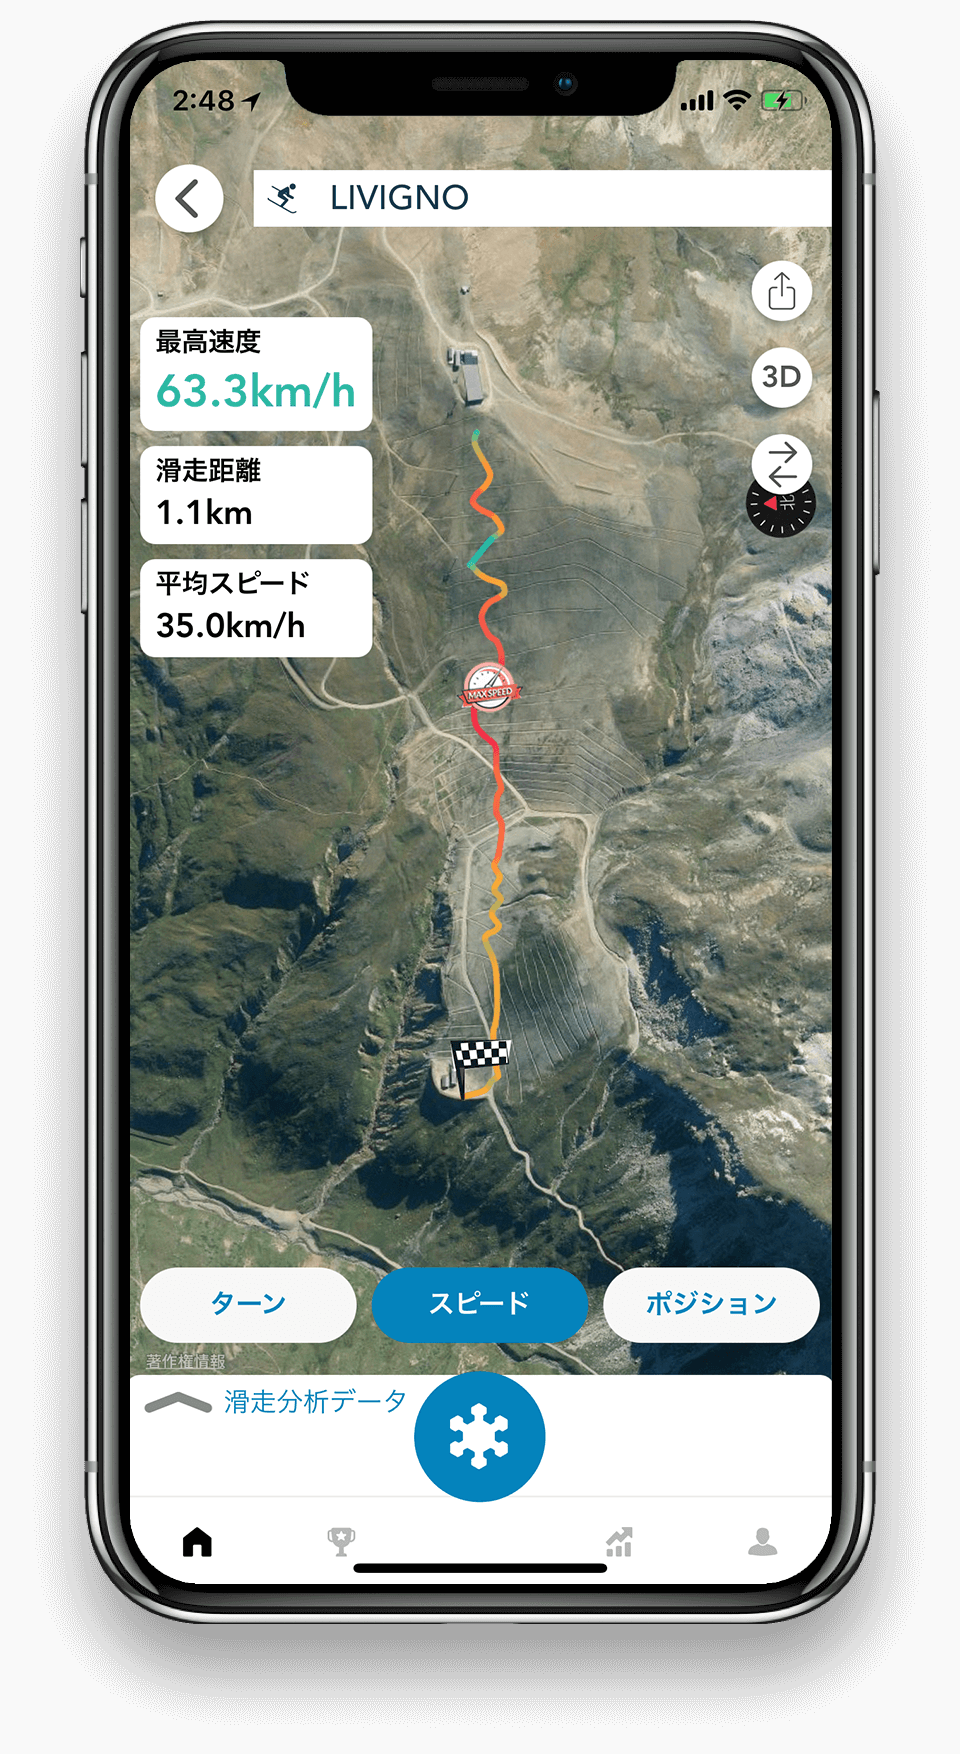 2:48
LIVIGNO
最高速度
63.3km/h
3D
滑走距離
1.1km
北
平均スピード
35.0km/h
MAX SPEED
ターン
スピード
ポジション
著作権情報
滑走分析データ